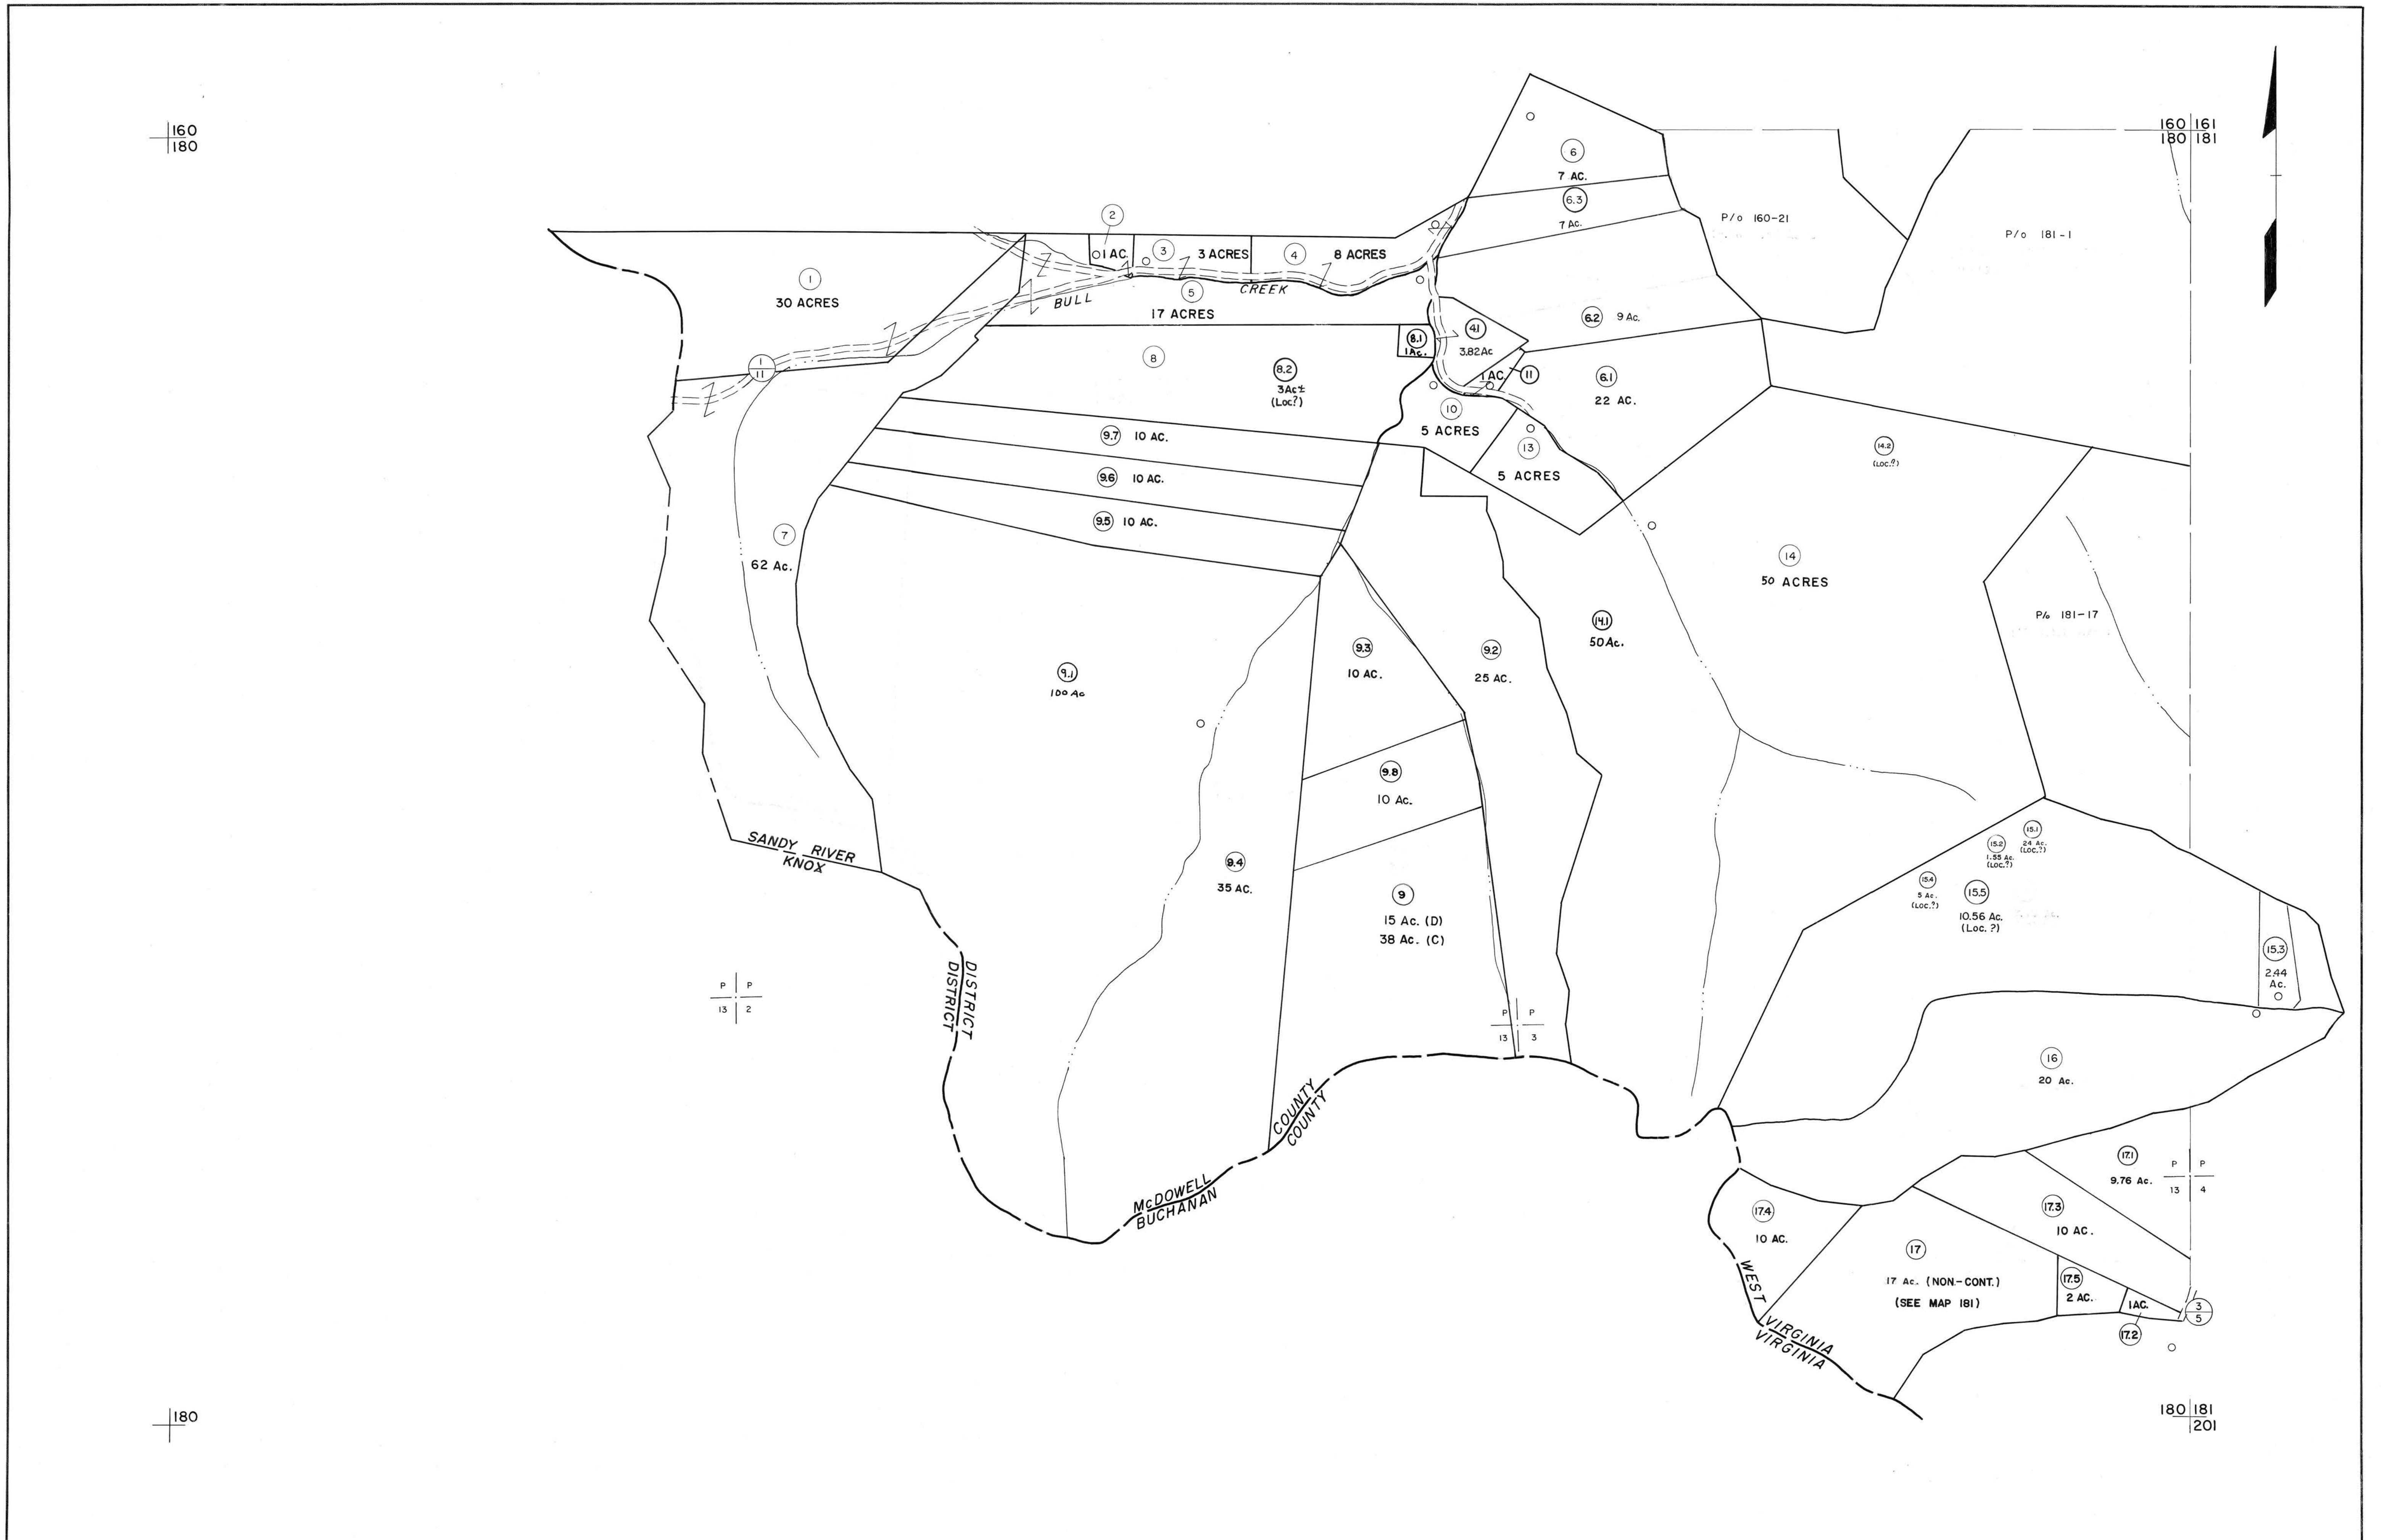 160
180
160 161
180 181
6
7 AC.
6.3
7 Ac.
P/o 160-21
P/o 181-1
2
1 AC.
3
3 ACRES
4
8 ACRES
1
30 ACRES
BULL
CREEK
5
17 ACRES
6.2
9 Ac.
4.1
3.82 Ac
8.1
1 Ac.
8
8.2
3Ac±
(Loc?)
1
11
1 AC.
11
6.1
22 AC.
10
5 ACRES
13
5 ACRES
9.7
10 AC.
9.6
10 AC.
9.5
10 AC.
14.2
(LOC.?)
7
62 Ac.
14
50 ACRES
P/o 181-17
14.1
50 Ac.
9.3
10 AC.
9.2
25 AC.
9.1
100 Ac
9.8
10 Ac.
SANDY RIVER
KNOX
9.4
35 AC.
9
15 Ac. (D)
38 Ac. (C)
15.1
24 Ac.
(LOC.?)
15.2
1.55 Ac.
(LOC.?)
15.4
5 Ac.
(LOC.?)
15.5
10.56 Ac.
(Loc. ?)
15.3
2.44
Ac.
DISTRICT
DISTRICT
P P
13 2
P P
13 3
16
20 Ac.
COUNTY
COUNTY
McDOWELL
BUCHANAN
17.1
9.76 Ac.
P P
13 4
17.3
10 AC.
17.4
10 AC.
17
17 Ac. (NON.-CONT.)
(SEE MAP 181)
17.5
2 AC.
1 AC.
17.2
3
5
WEST
VIRGINIA
VIRGINIA
180
180 181
201